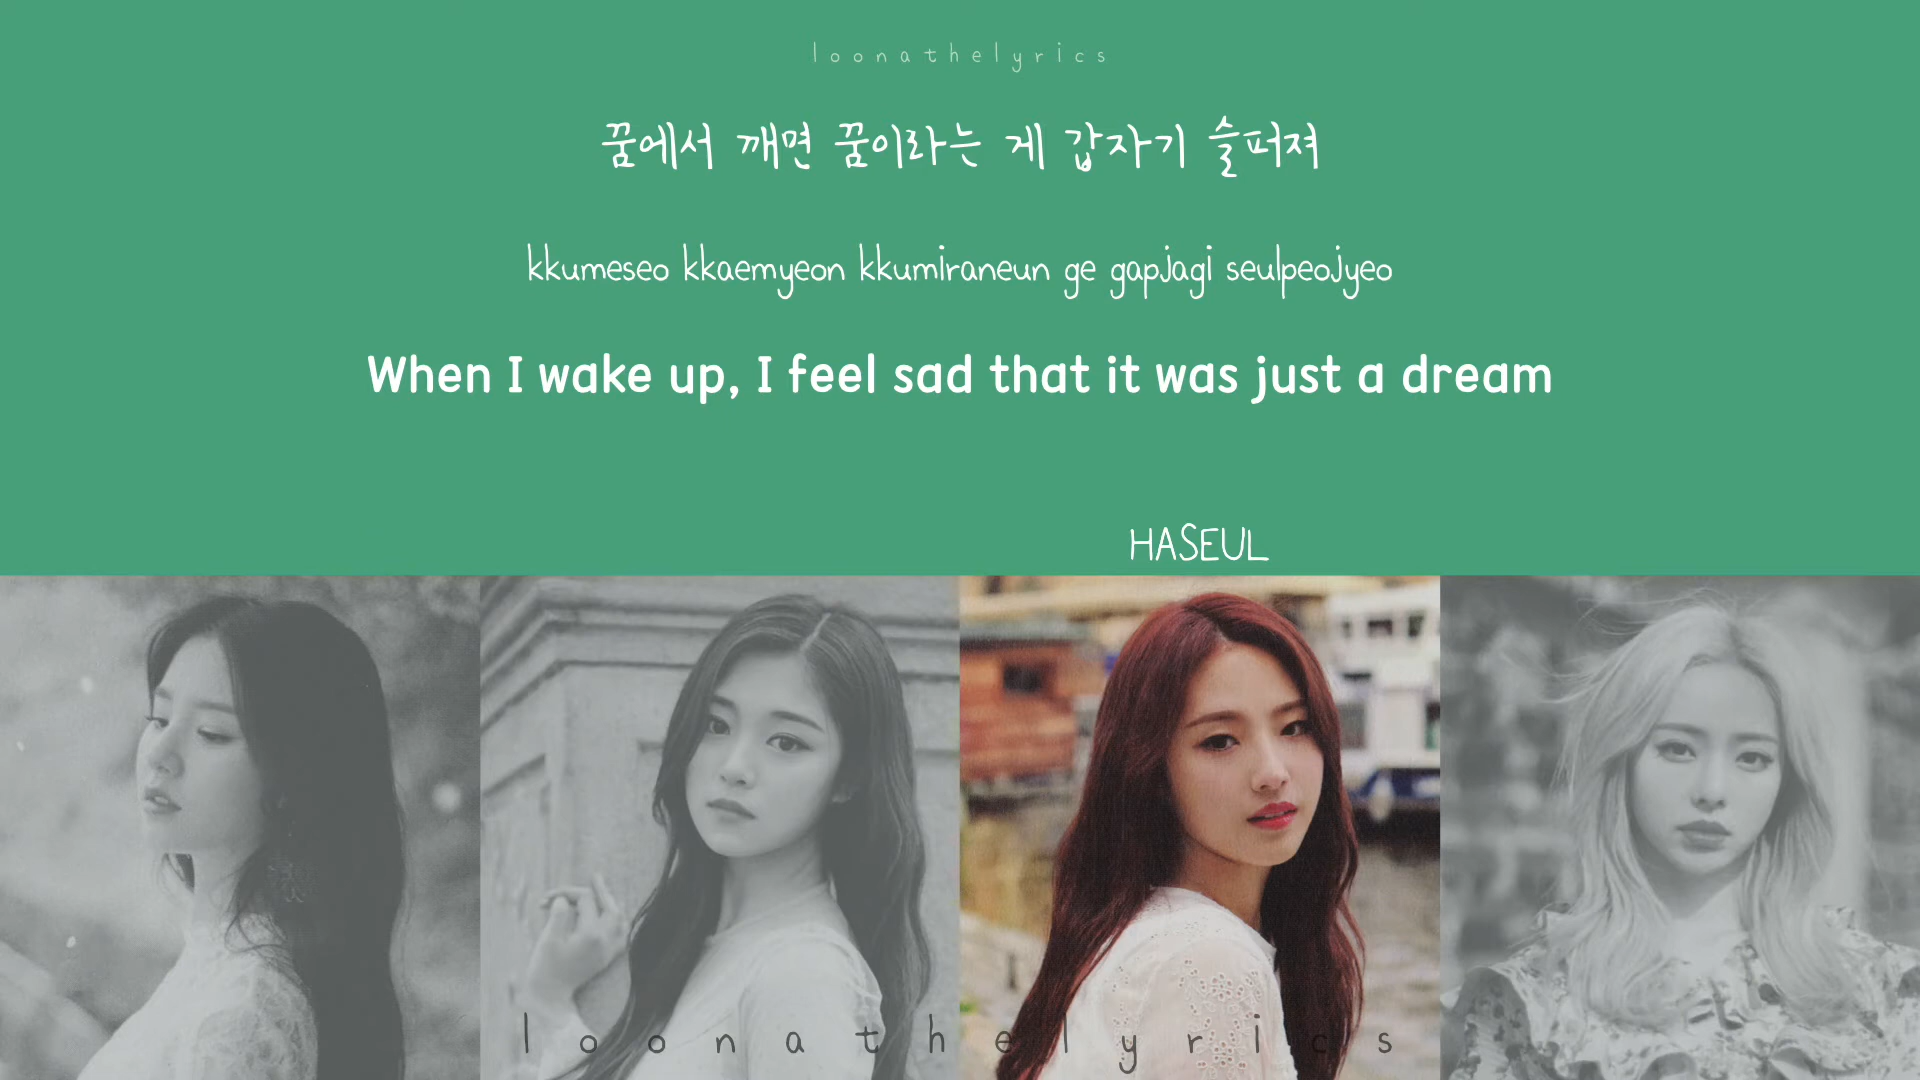 loonathelyrics
꿈에서 깨면 꿈이라는 게 갑자기 슬퍼져
kkumeseo kkaemyeon kkumiraneun ge gapjagi seulpeojyeo
When I wake up, I feel sad that it was just a dream
HASEUL
loonathelyrics